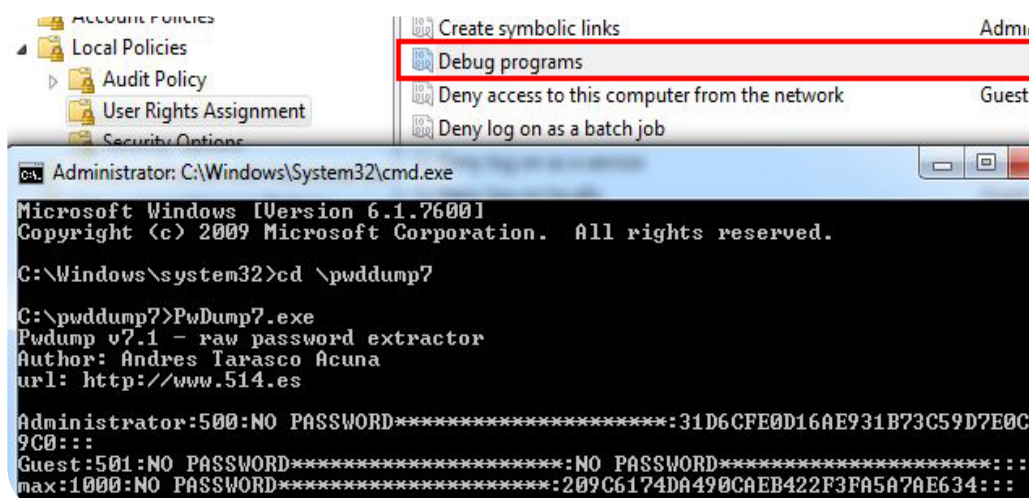 Account Policies
Local Policies
Audit Policy
User Rights Assignment
Security Options
Create symbolic links Admi
Debug programs
Deny access to this computer from the network Guest
Deny log on as a batch job
Administrator: C:\Windows\System32\cmd.exe
Microsoft Windows [Version 6.1.7600]
Copyright (c) 2009 Microsoft Corporation. All rights reserved.
C:\Windows\system32>cd \pwddump7
C:\pwddump7>PwDump7.exe
Pwdump v7.1 - raw password extractor
Author: Andres Tarasco Acuna
url: http://www.514.es
Administrator:500:NO PASSWORD*********************:31D6CFE0D16AE931B73C59D7E0C0
9C0:::
Guest:501:NO PASSWORD*********************:NO PASSWORD*********************:::
max:1000:NO PASSWORD*********************:209C6174DA490CAEB422F3FA5A7AE634:::